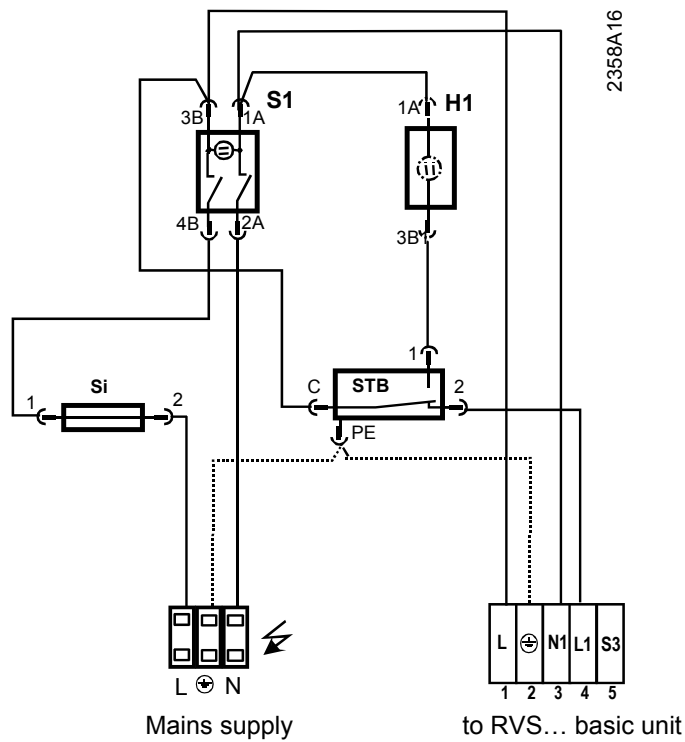 2358A16
S1
3B
1A
1A
H1
4B
2A
3B
1
Si
1
2
C
STB
2
PE
L
N1
L1
S3
1
2
3
4
5
L
N
Mains supply
to RVS… basic unit